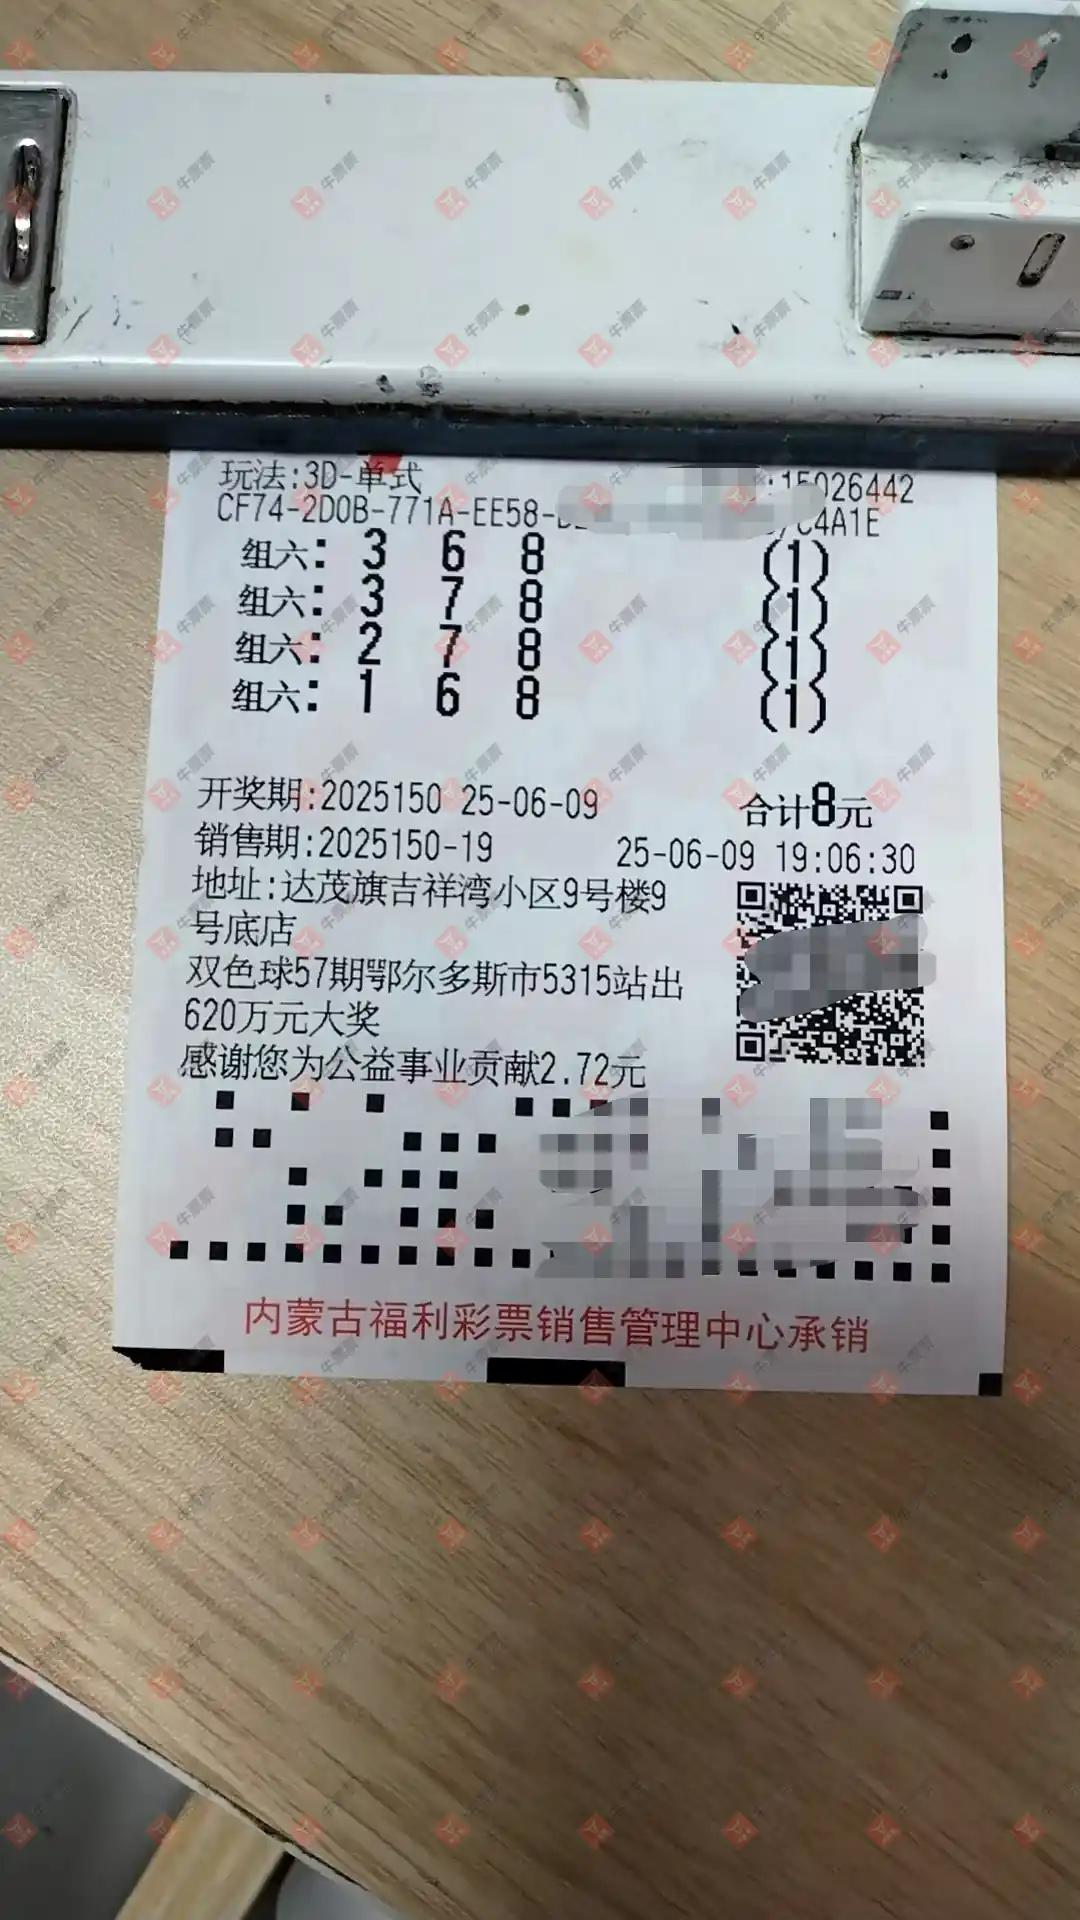 玩法:3D-单式 :15026442
CF74-2D0B-771A-EE58- /C4A1E
组六: 3 6 8 (1)
组六: 3 7 8 (1)
组六: 2 7 8 (1)
组六: 1 6 8 (1)
开奖期:2025150 25-06-09 合计8元
销售期:2025150-19 25-06-09 19:06:30
地址:达茂旗吉祥湾小区9号楼9
号底店
双色球57期鄂尔多斯市5315站出
620万元大奖
感谢您为公益事业贡献2.72元
内蒙古福利彩票销售管理中心承销
牛票票